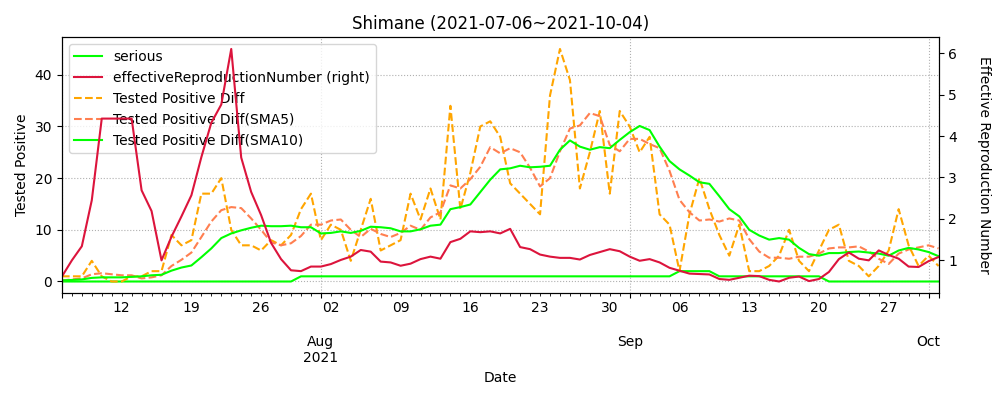 Shimane (2021-07-06~2021-10-04)
serious
effectiveReproductionNumber (right)
Tested Positive Diff
Tested Positive Diff(SMA5)
Tested Positive Diff(SMA10)
Tested Positive
40
30
20
10
0
Effective Reproduction Number
6
5
4
3
2
1
12 19 26 02 09 16 23 30 06 13 20 27
Aug Sep Oct
2021
Date